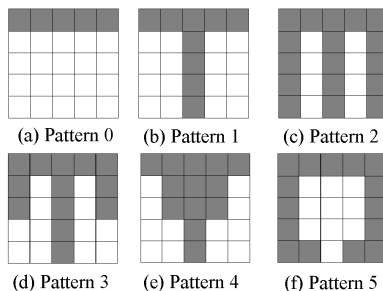 (a) Pattern 0
(b) Pattern 1
(c) Pattern 2
(d) Pattern 3
(e) Pattern 4
(f) Pattern 5